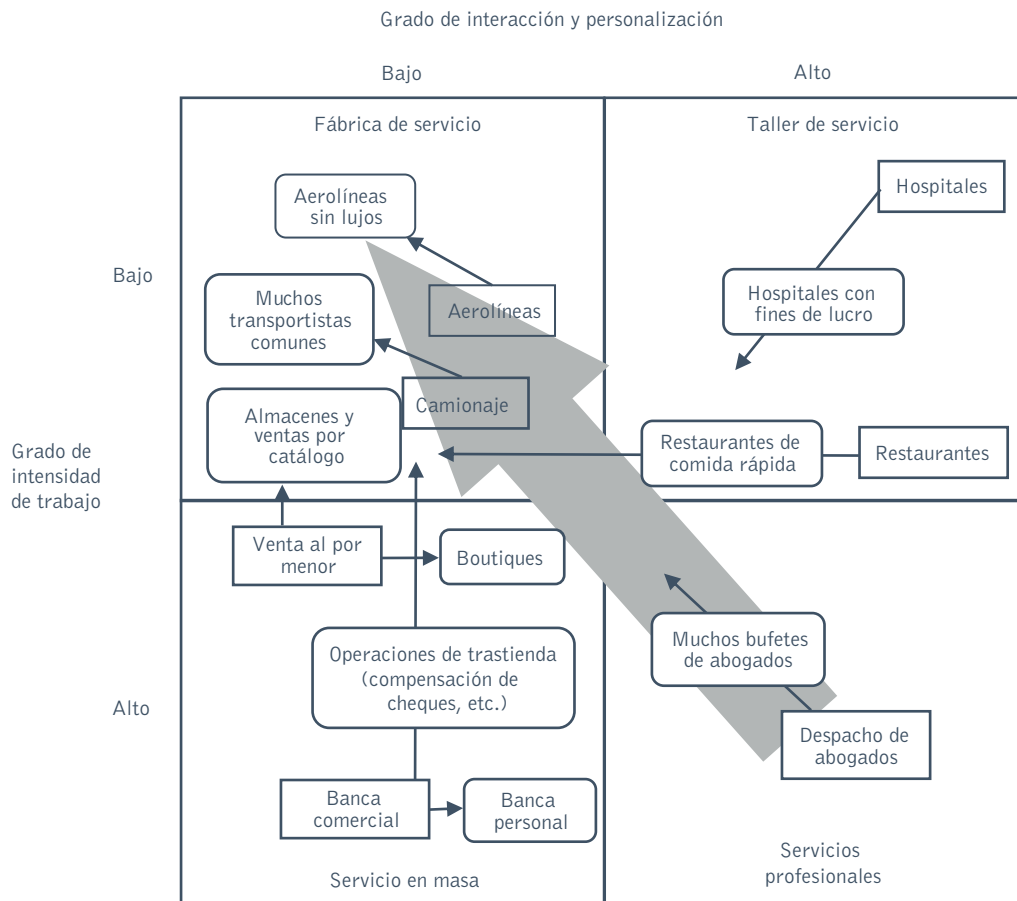 Grado de interacción y personalización
Bajo
Alto
Fábrica de servicio
Taller de servicio
Aerolíneas
sin lujos
Hospitales
Bajo
Muchos
transportistas
comunes
Aerolíneas
Hospitales con
fines de lucro
Camionaje
Almacenes y
ventas por
catálogo
Restaurantes de
comida rápida
Restaurantes
Grado de
intensidad
de trabajo
Venta al por
menor
Boutiques
Operaciones de trastienda
(compensación de
cheques, etc.)
Muchos bufetes
de abogados
Alto
Despacho de
abogados
Banca
comercial
Banca
personal
Servicio en masa
Servicios
profesionales